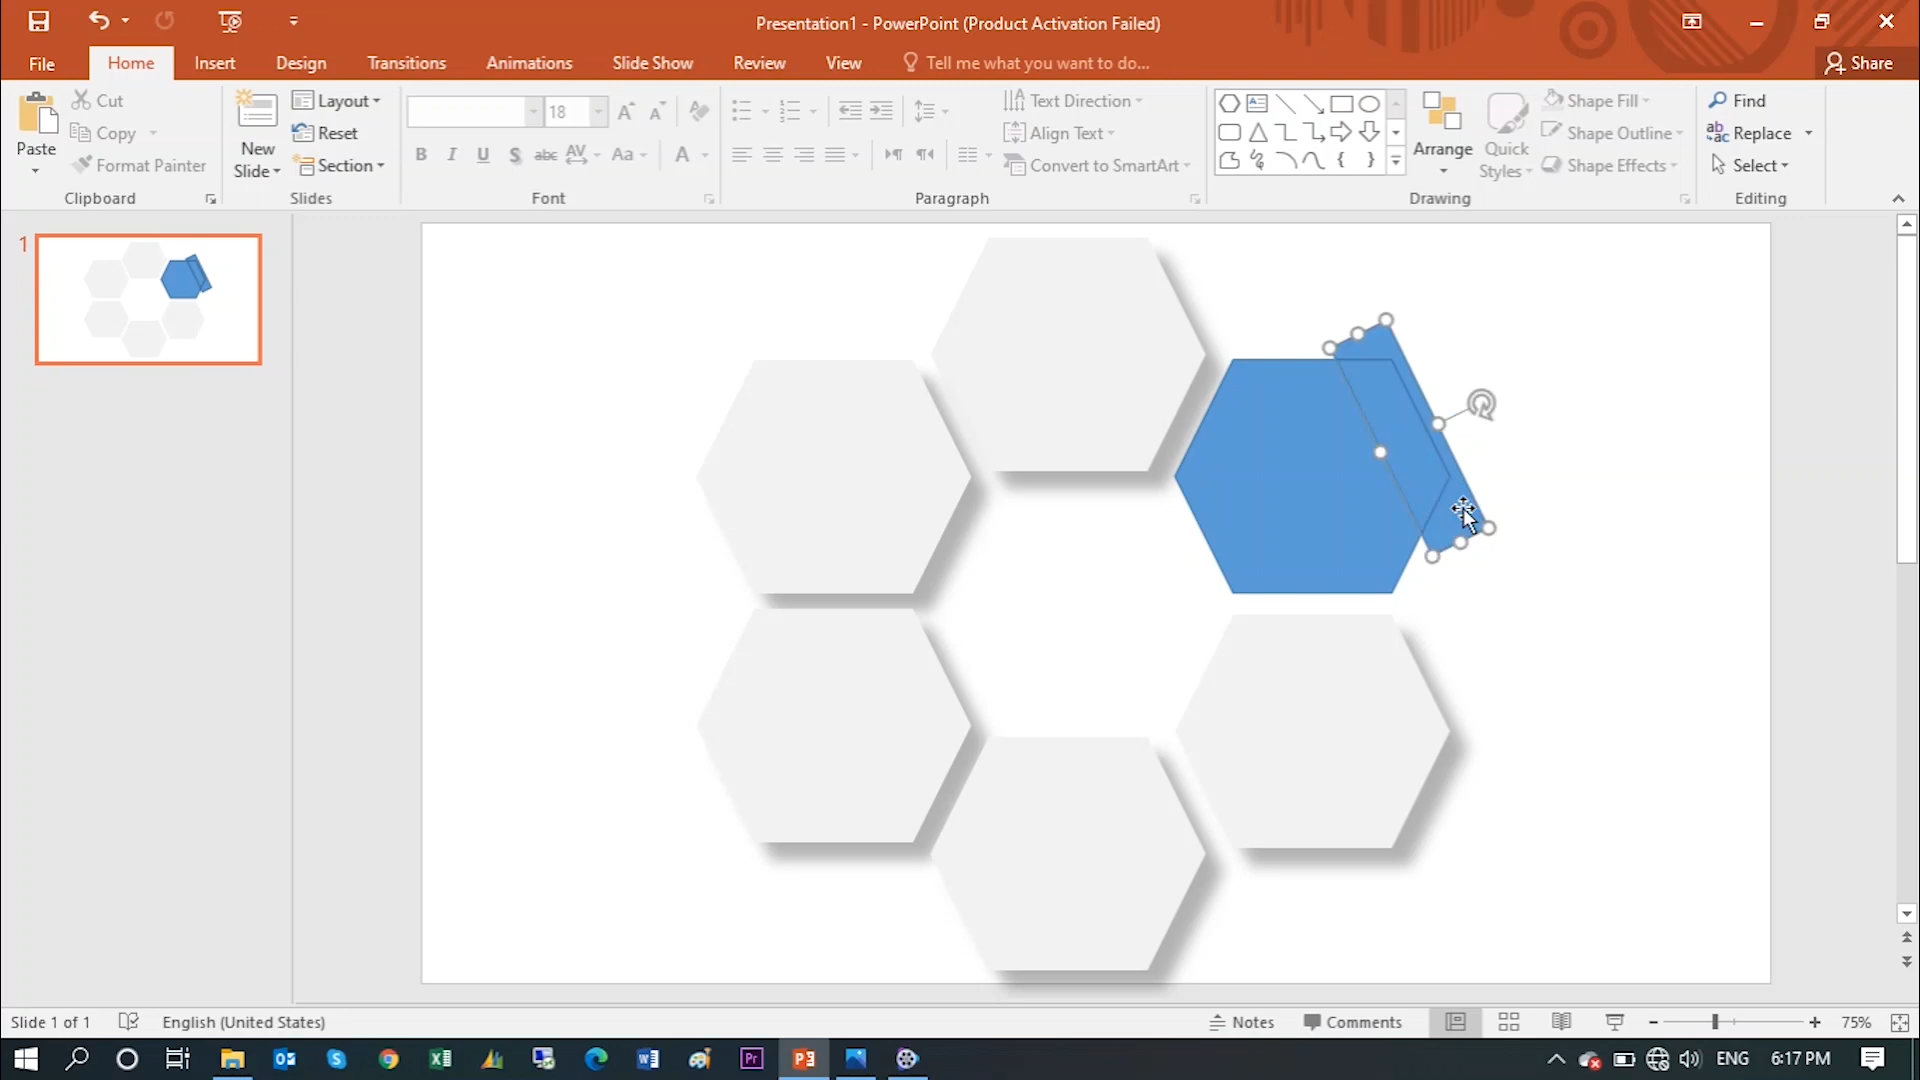 Presentation1 - PowerPoint (Product Activation Failed)
File Home Insert Design Transitions Animations Slide Show Review View Tell me what you want to do... Share
Paste
Cut
Copy
Format Painter
Clipboard
New
Slide
Layout
Reset
Section
Slides
18
B I U S abc AV Aa A
Font
Text Direction
Align Text
Convert to SmartArt
Paragraph
Arrange
Quick
Styles
Shape Fill
Shape Outline
Shape Effects
Drawing
Find
Replace
Select
Editing
1
Slide 1 of 1 English (United States) Notes Comments 75%
ENG 6:17 PM